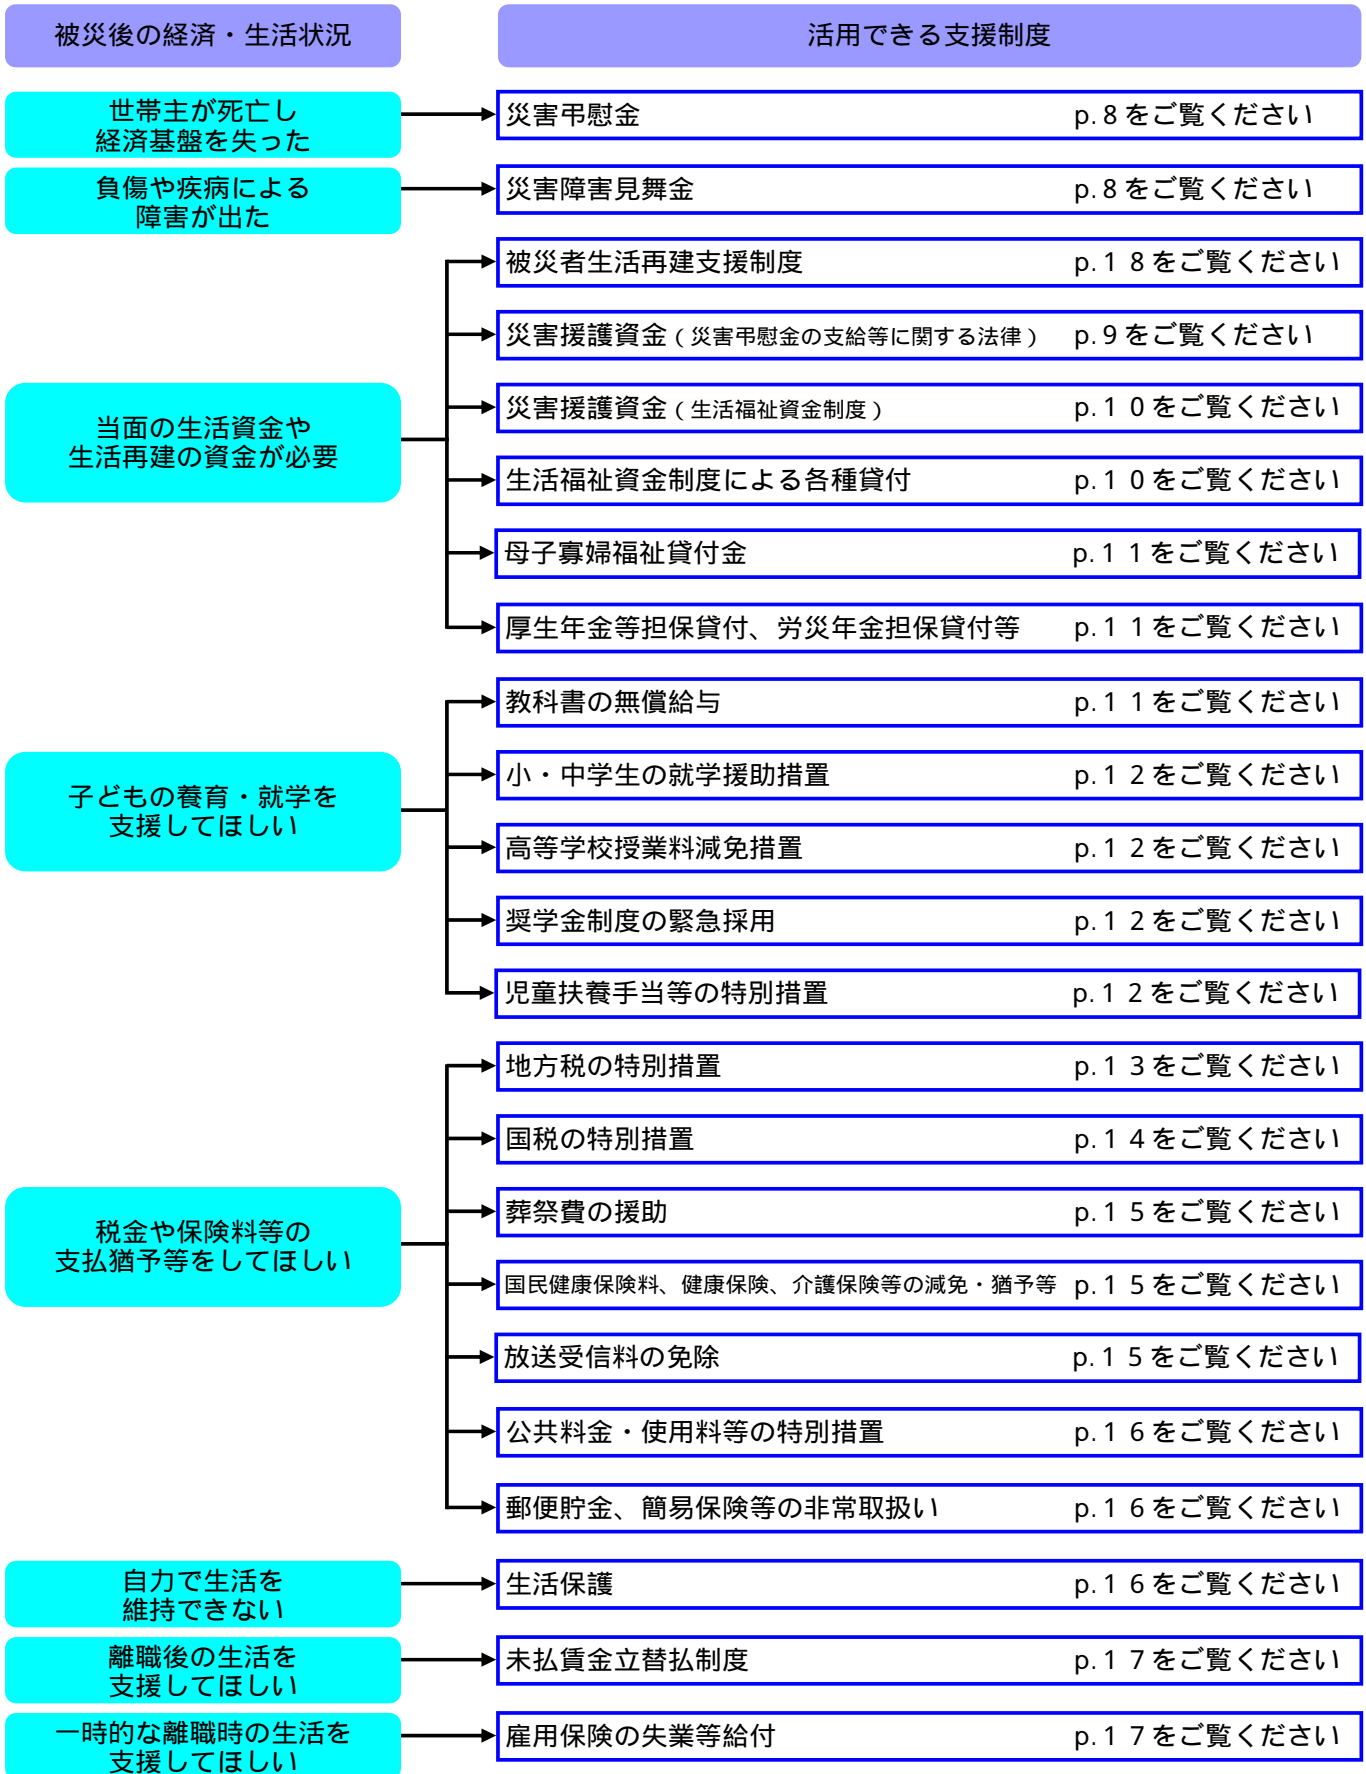 被災後の経済・生活状況
活用できる支援制度
世帯主が死亡し
経済基盤を失った
災害弔慰金 p.8をご覧ください
負傷や疾病による
障害が出た
災害障害見舞金 p.8をご覧ください
当面の生活資金や
生活再建の資金が必要
被災者生活再建支援制度 p.18をご覧ください
災害援護資金（災害弔慰金の支給等に関する法律） p.9をご覧ください
災害援護資金（生活福祉資金制度） p.10をご覧ください
生活福祉資金制度による各種貸付 p.10をご覧ください
母子寡婦福祉貸付金 p.11をご覧ください
厚生年金等担保貸付、労災年金担保貸付等 p.11をご覧ください
子どもの養育・就学を
支援してほしい
教科書の無償給与 p.11をご覧ください
小・中学生の就学援助措置 p.12をご覧ください
高等学校授業料減免措置 p.12をご覧ください
奨学金制度の緊急採用 p.12をご覧ください
児童扶養手当等の特別措置 p.12をご覧ください
税金や保険料等の
支払猶予等をしてほしい
地方税の特別措置 p.13をご覧ください
国税の特別措置 p.14をご覧ください
葬祭費の援助 p.15をご覧ください
国民健康保険料、健康保険、介護保険等の減免・猶予等 p.15をご覧ください
放送受信料の免除 p.15をご覧ください
公共料金・使用料等の特別措置 p.16をご覧ください
郵便貯金、簡易保険等の非常取扱い p.16をご覧ください
自力で生活を
維持できない
生活保護 p.16をご覧ください
離職後の生活を
支援してほしい
未払賃金立替払制度 p.17をご覧ください
一時的な離職時の生活を
支援してほしい
雇用保険の失業等給付 p.17をご覧ください